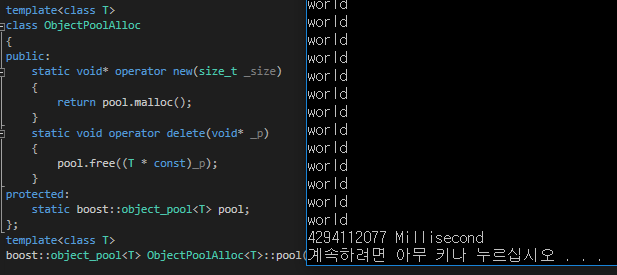 template<class T>
class ObjectPoolAlloc
{
public:
    static void* operator new(size_t _size)
    {
        return pool.malloc();
    }
    static void operator delete(void* _p)
    {
        pool.free((T * const)_p);
    }
protected:
    static boost::object_pool<T> pool;
};
template<class T>
boost::object_pool<T> ObjectPoolAlloc<T>::pool(
world
world
world
world
world
world
world
world
world
world
world
world
world
4294112077 Millisecond
계속하려면 아무 키나 누르십시오 . . .